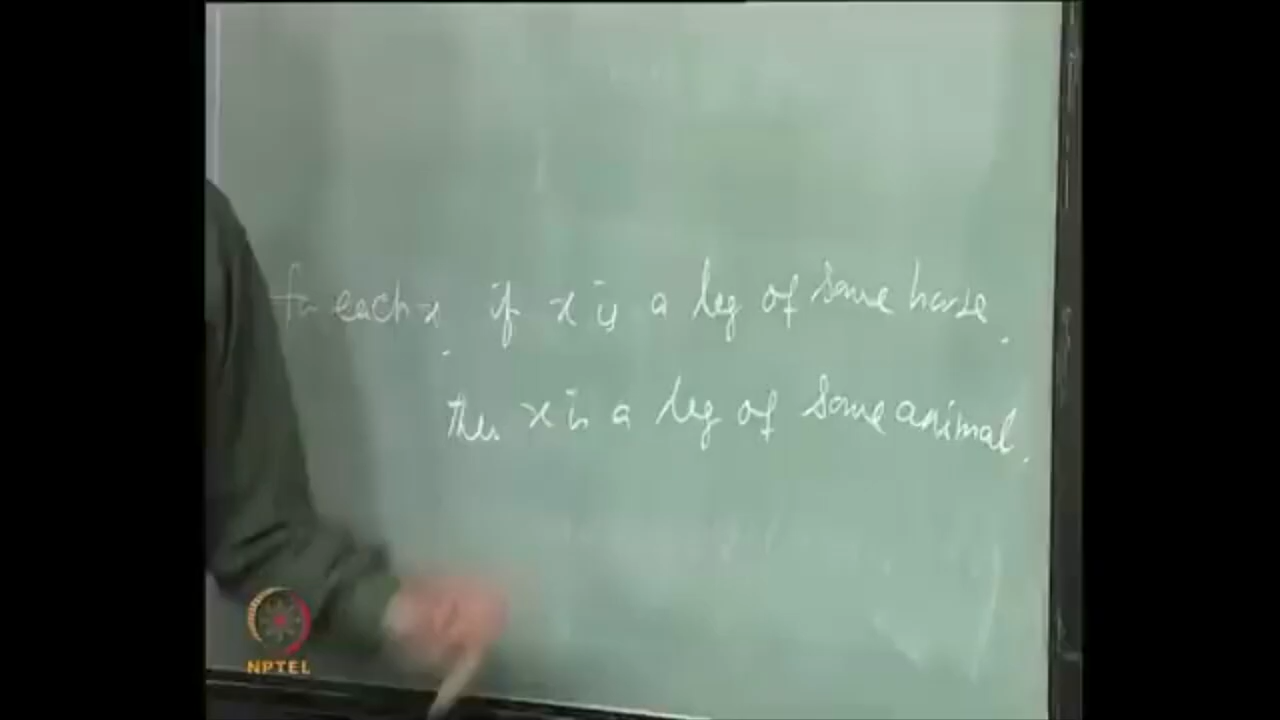 for each x if x is a leg of some horse.
then x is a leg of some animal.
NPTEL